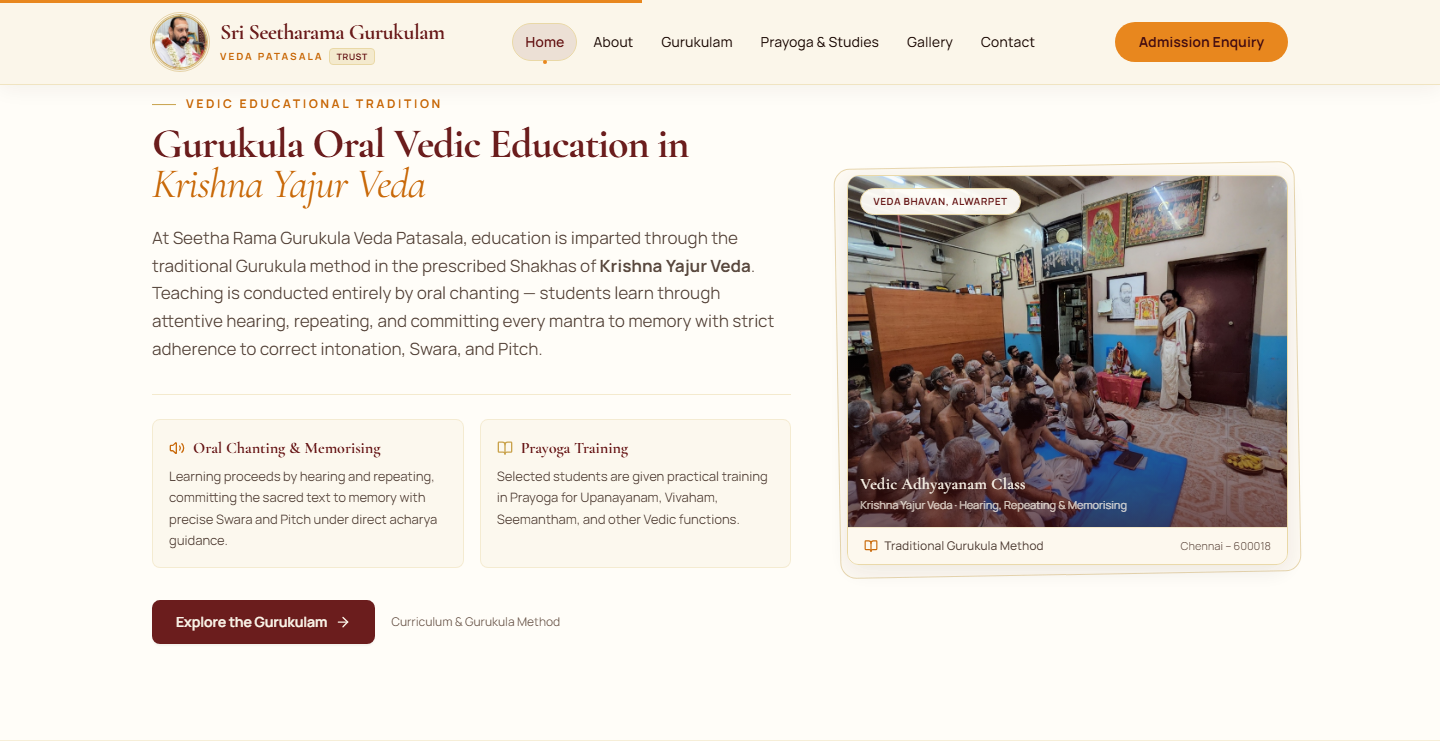 Sri Seetharama Gurukulam
VEDA PATASALA TRUST
Home
About
Gurukulam
Prayoga & Studies
Gallery
Contact
Admission Enquiry
VEDIC EDUCATIONAL TRADITION
Gurukula Oral Vedic Education in
Krishna Yajur Veda
At Seetha Rama Gurukula Veda Patasala, education is imparted through the
traditional Gurukula method in the prescribed Shakhas of Krishna Yajur Veda.
Teaching is conducted entirely by oral chanting — students learn through
attentive hearing, repeating, and committing every mantra to memory with strict
adherence to correct intonation, Swara, and Pitch.
Oral Chanting & Memorising
Learning proceeds by hearing and repeating,
committing the sacred text to memory with
precise Swara and Pitch under direct acharya
guidance.
Prayoga Training
Selected students are given practical training
in Prayoga for Upanayanam, Vivaham,
Seemantham, and other Vedic functions.
Explore the Gurukulam
Curriculum & Gurukula Method
VEDA BHAVAN, ALWARPET
Vedic Adhyayanam Class
Krishna Yajur Veda · Hearing, Repeating & Memorising
Traditional Gurukula Method
Chennai – 600018